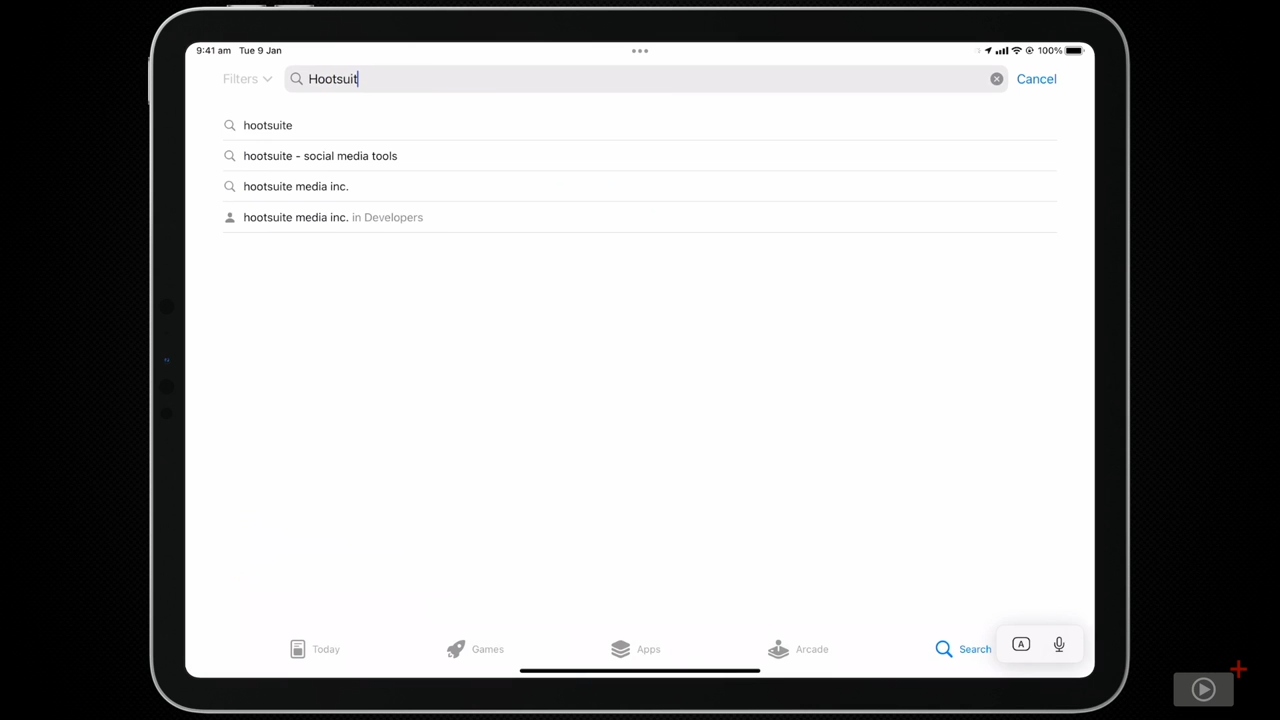 9:41 am Tue 9 Jan 100%
Filters Hootsuit Cancel
hootsuite
hootsuite - social media tools
hootsuite media inc.
hootsuite media inc. in Developers
Today Games Apps Arcade Search A